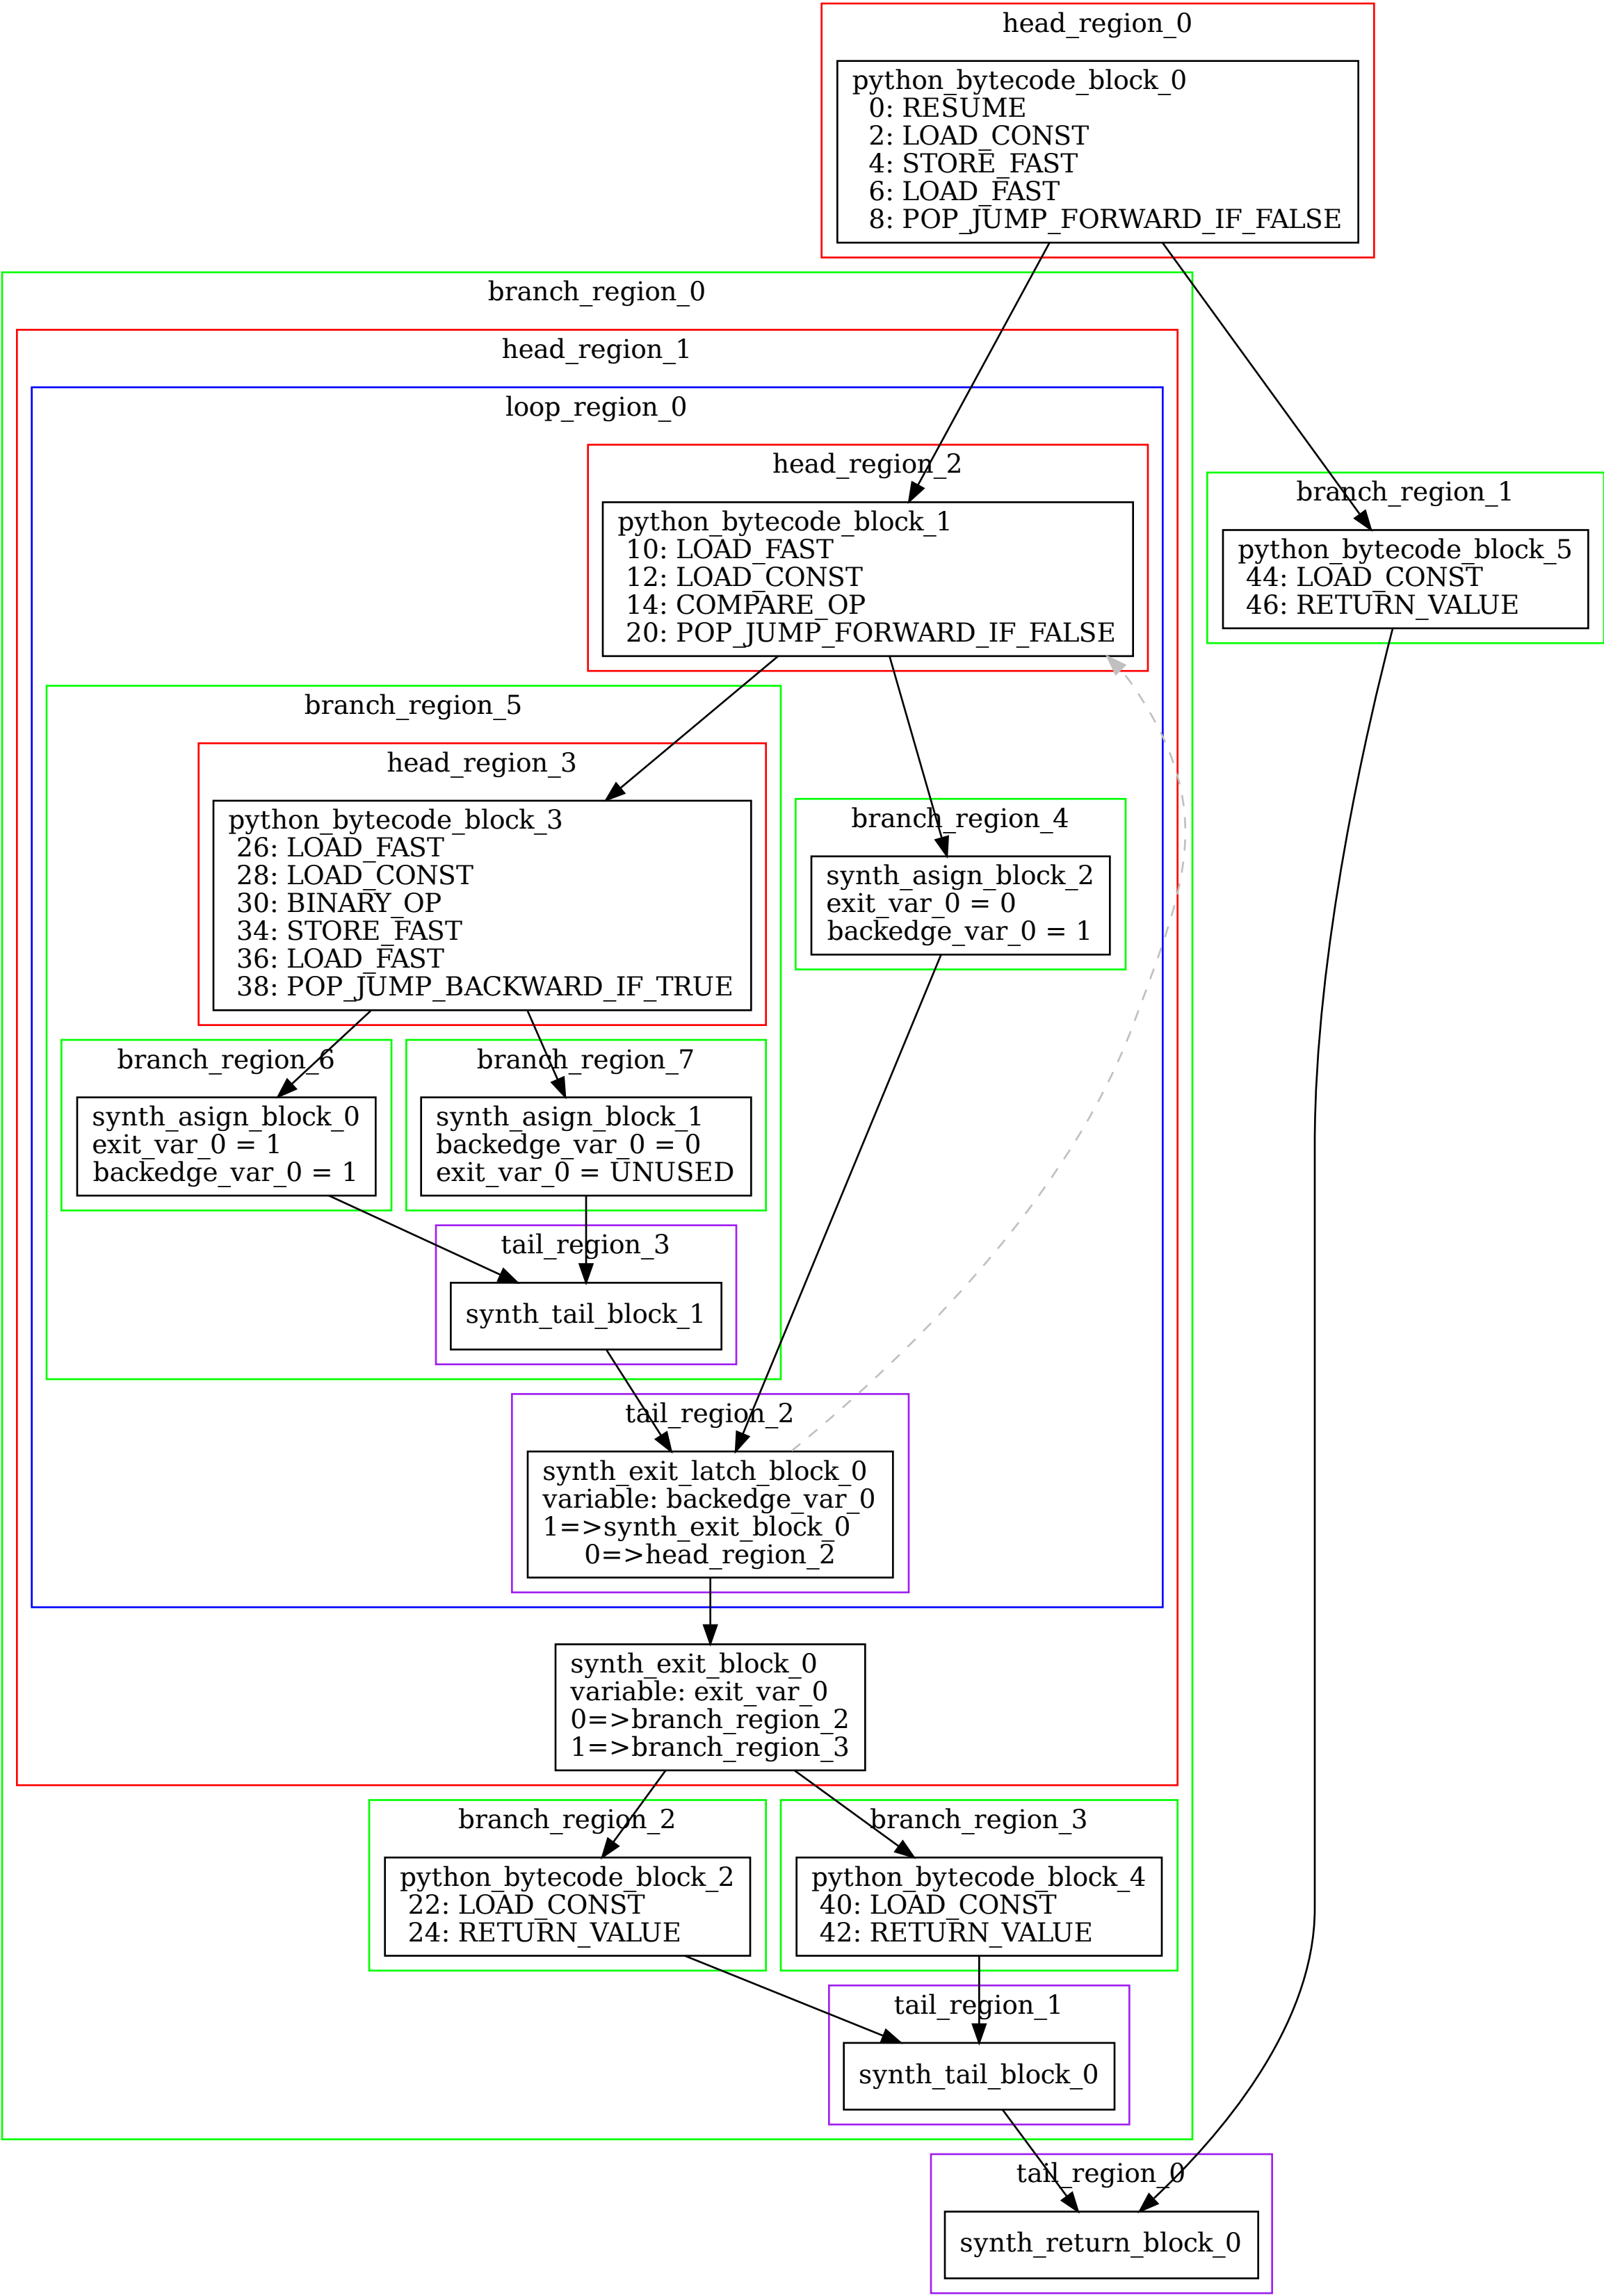 head_region_0
python_bytecode_block_0
0: RESUME
2: LOAD_CONST
4: STORE_FAST
6: LOAD_FAST
8: POP_JUMP_FORWARD_IF_FALSE
branch_region_0
head_region_1
loop_region_0
head_region_2
python_bytecode_block_1
10: LOAD_FAST
12: LOAD_CONST
14: COMPARE_OP
20: POP_JUMP_FORWARD_IF_FALSE
branch_region_1
python_bytecode_block_5
44: LOAD_CONST
46: RETURN_VALUE
branch_region_5
head_region_3
python_bytecode_block_3
26: LOAD_FAST
28: LOAD_CONST
30: BINARY_OP
34: STORE_FAST
36: LOAD_FAST
38: POP_JUMP_BACKWARD_IF_TRUE
branch_region_4
synth_asign_block_2
exit_var_0 = 0
backedge_var_0 = 1
branch_region_6
synth_asign_block_0
exit_var_0 = 1
backedge_var_0 = 1
branch_region_7
synth_asign_block_1
backedge_var_0 = 0
exit_var_0 = UNUSED
tail_region_3
synth_tail_block_1
tail_region_2
synth_exit_latch_block_0
variable: backedge_var_0
1=>synth_exit_block_0
0=>head_region_2
synth_exit_block_0
variable: exit_var_0
0=>branch_region_2
1=>branch_region_3
branch_region_2
python_bytecode_block_2
22: LOAD_CONST
24: RETURN_VALUE
branch_region_3
python_bytecode_block_4
40: LOAD_CONST
42: RETURN_VALUE
tail_region_1
synth_tail_block_0
tail_region_0
synth_return_block_0